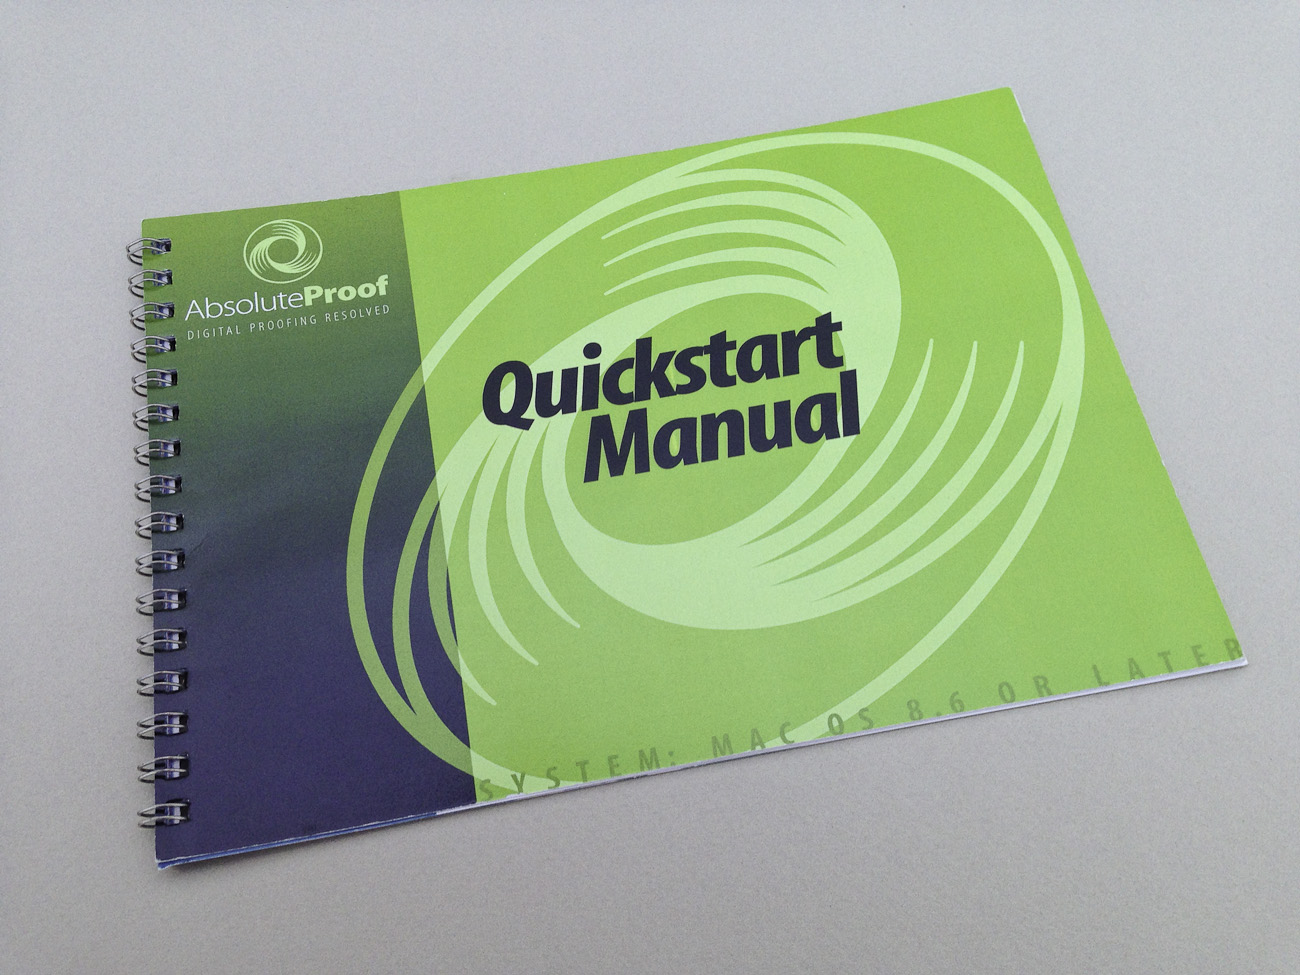 AbsoluteProof
DIGITAL PROOFING RESOLVED
Quickstart
Manual
SYSTEM: MAC OS 8.6 OR LATER